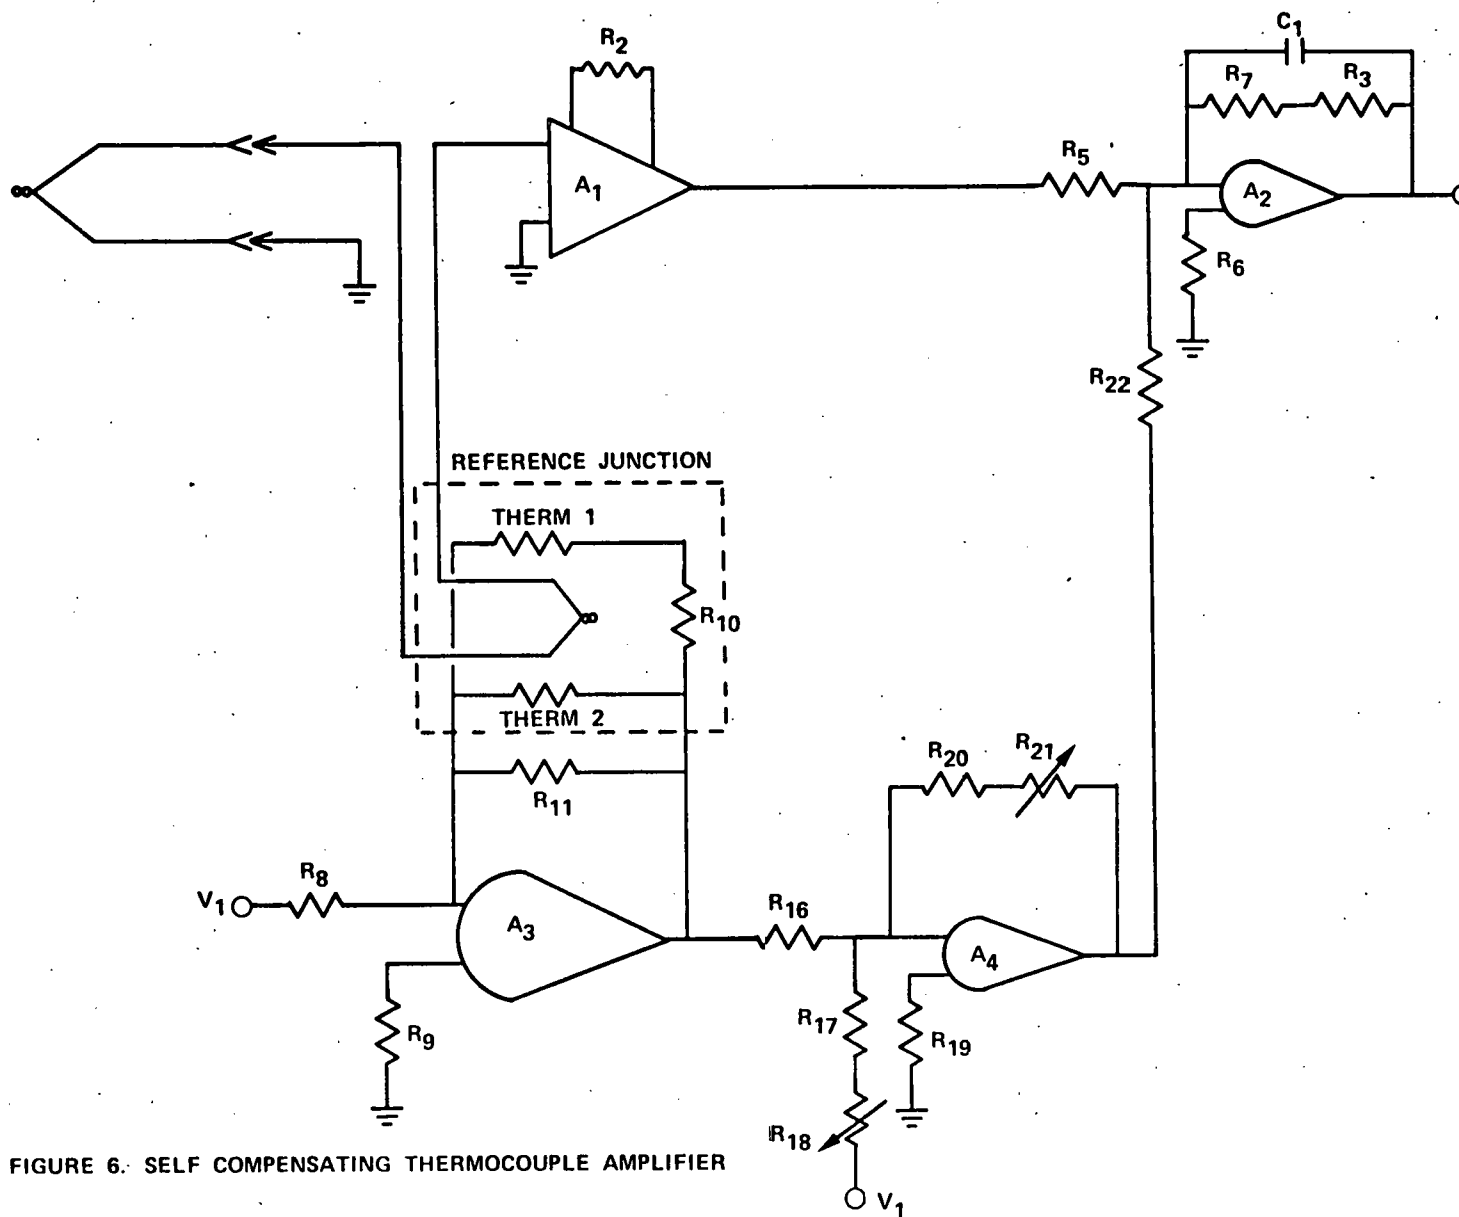 C1
R2
R7 R3
R5
A1
A2
R6
R22
REFERENCE JUNCTION
THERM 1
R10
THERM 2
R11
R20 R21
R8
V1
A3
R16
A4
R17
R9
R19
R18
FIGURE 6. SELF COMPENSATING THERMOCOUPLE AMPLIFIER
V1